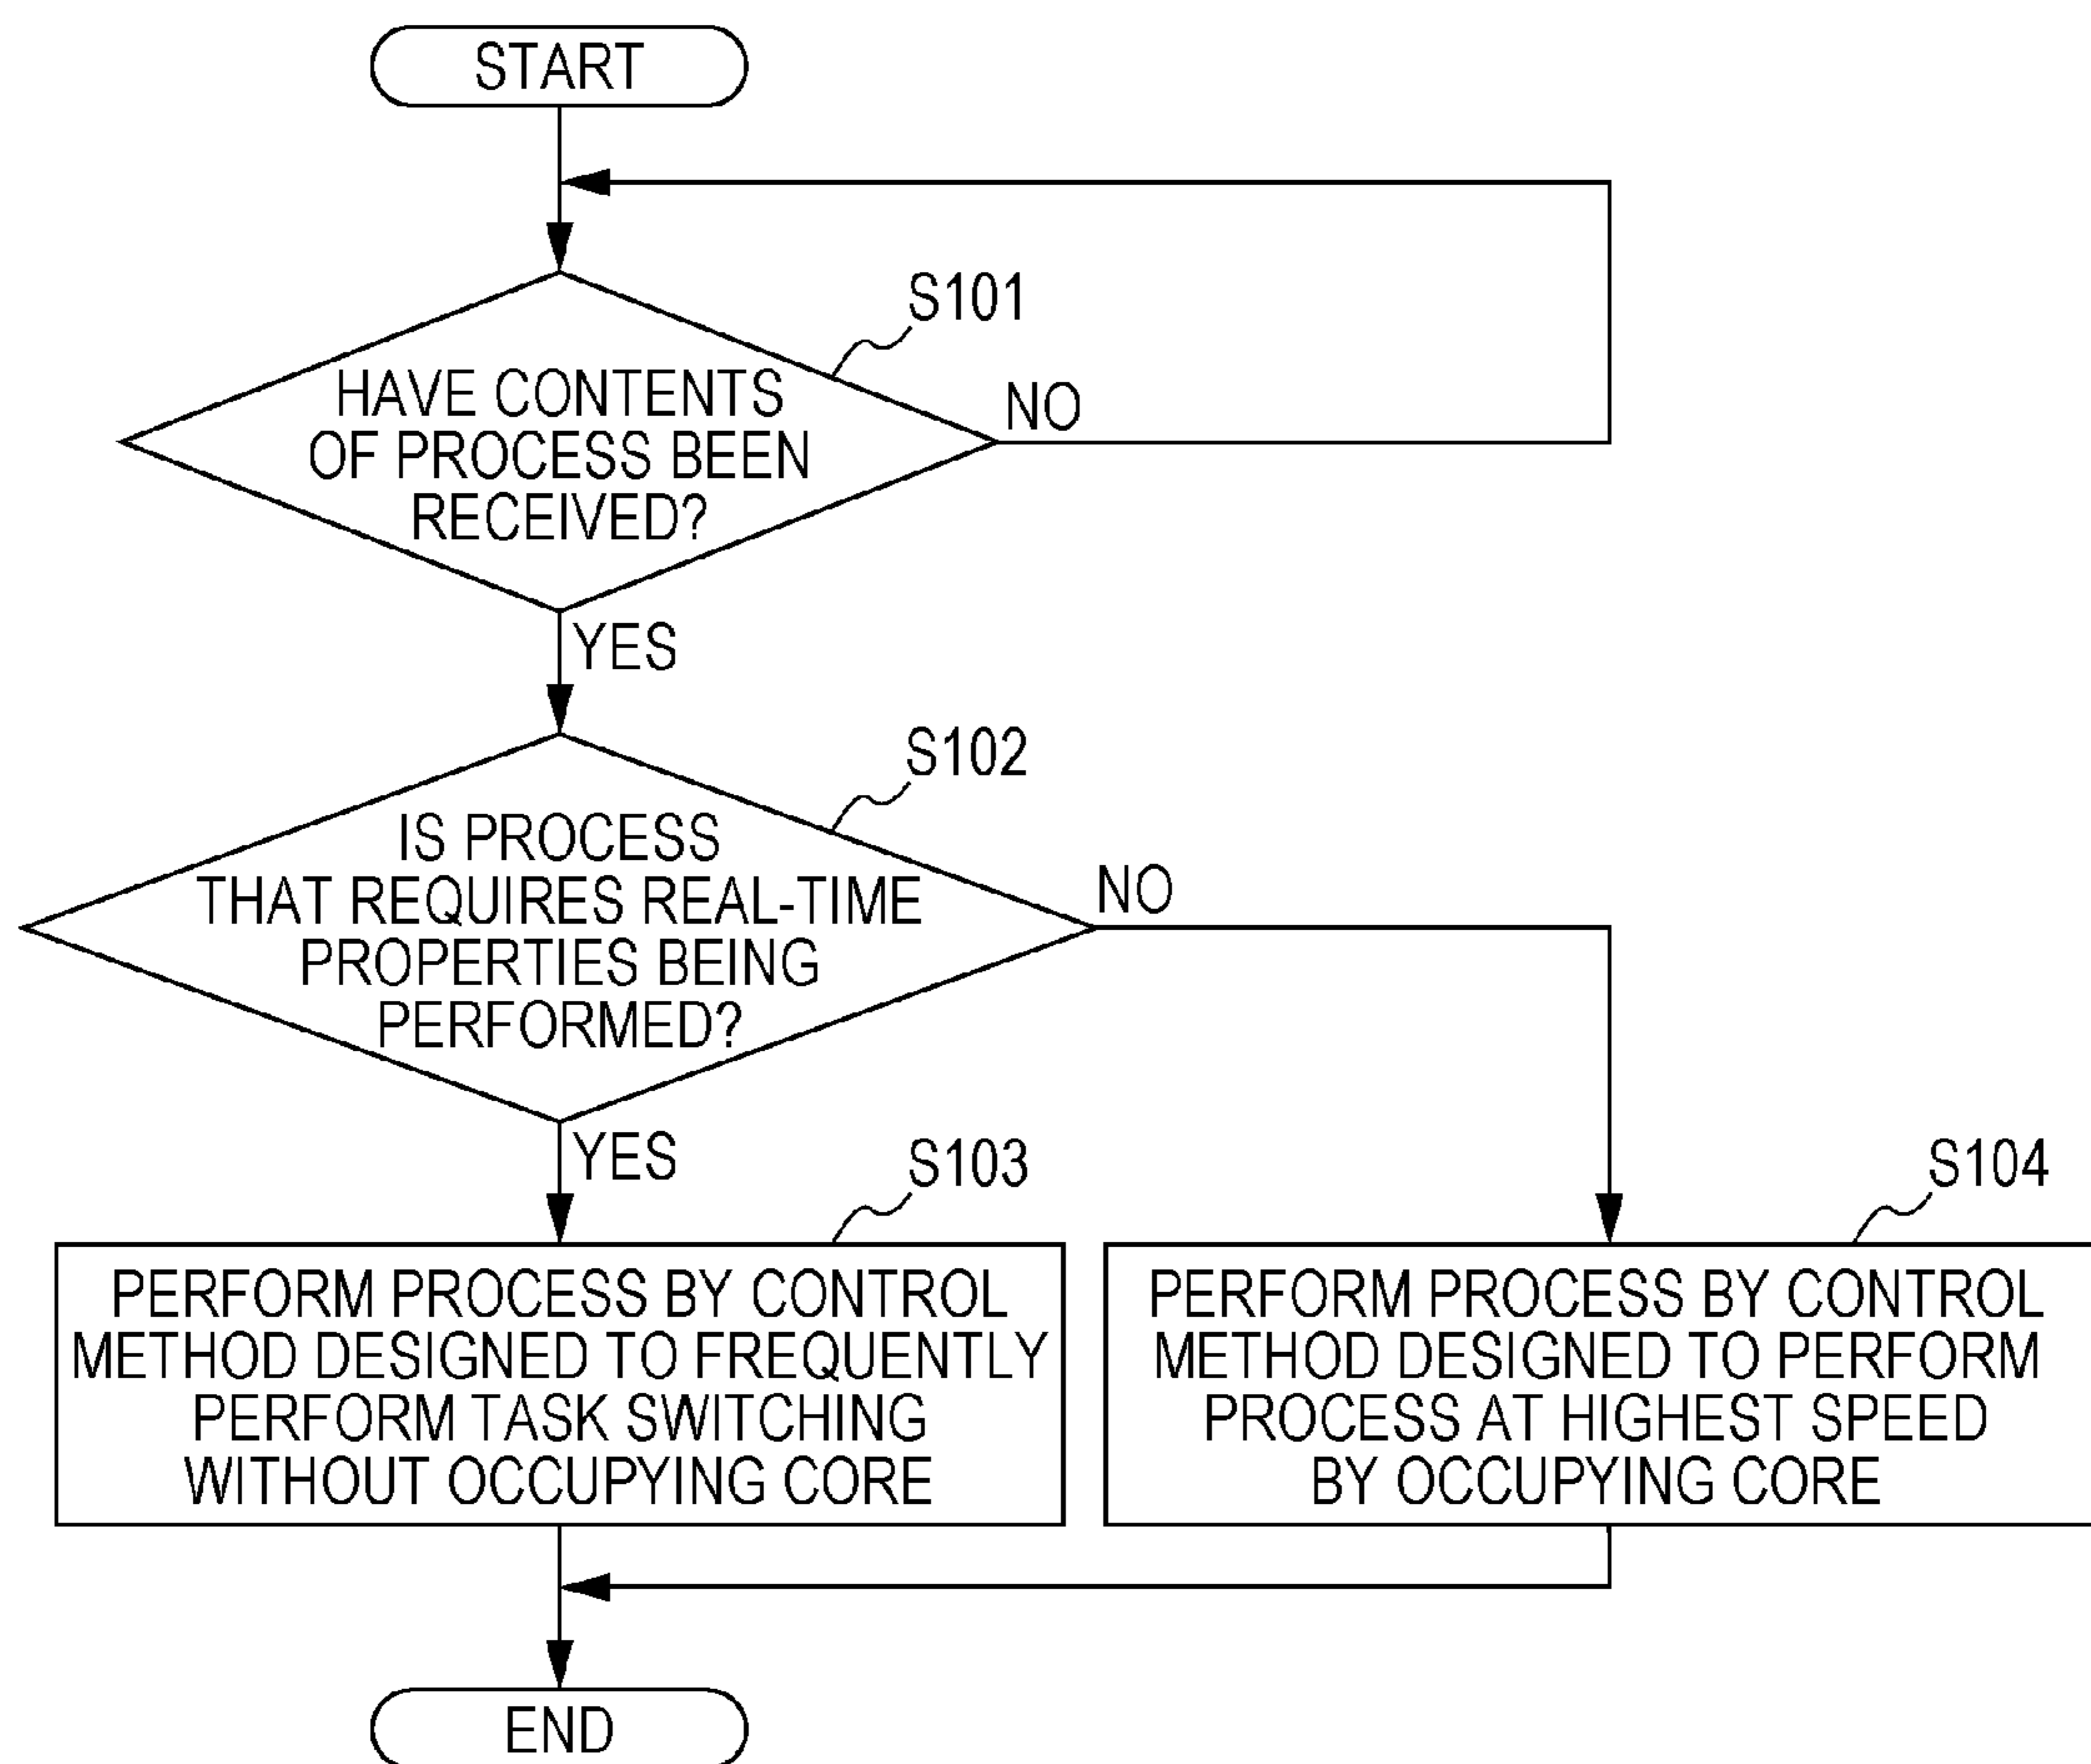 START
S101
HAVE CONTENTS
OF PROCESS BEEN
RECEIVED?
NO
YES
S102
IS PROCESS
THAT REQUIRES REAL-TIME
PROPERTIES BEING
PERFORMED?
NO
YES
S103
PERFORM PROCESS BY CONTROL
METHOD DESIGNED TO FREQUENTLY
PERFORM TASK SWITCHING
WITHOUT OCCUPYING CORE
S104
PERFORM PROCESS BY CONTROL
METHOD DESIGNED TO PERFORM
PROCESS AT HIGHEST SPEED
BY OCCUPYING CORE
END